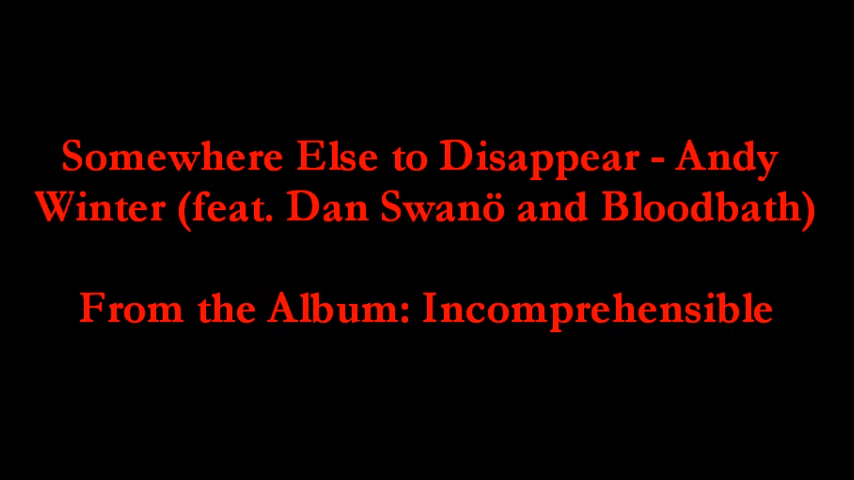 Somewhere Else to Disappear - Andy
Winter (feat. Dan Swanö and Bloodbath)
From the Album: Incomprehensible